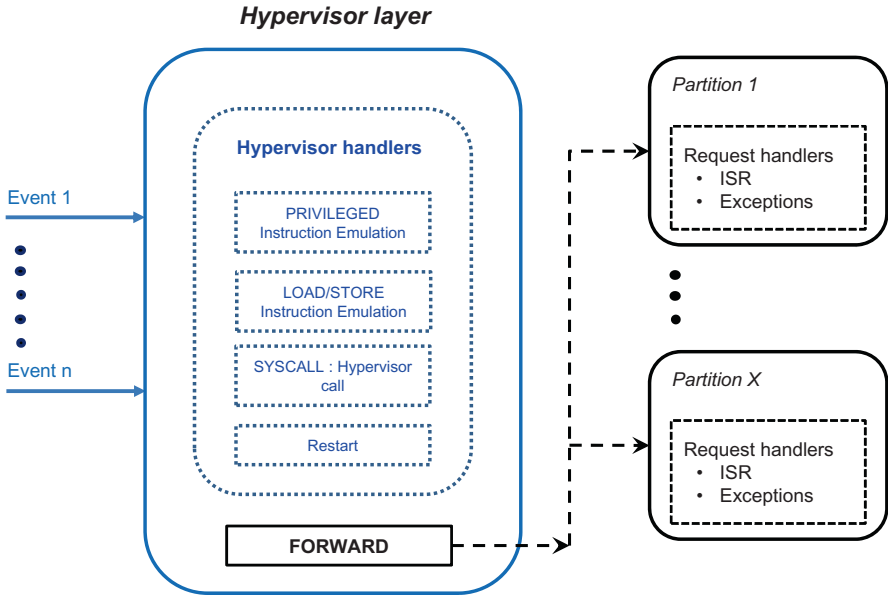 Hypervisor layer
Hypervisor handlers
Event 1
PRIVILEGED
Instruction Emulation
LOAD/STORE
Instruction Emulation
Event n
SYSCALL : Hypervisor
call
Restart
FORWARD
Partition 1
Request handlers
• ISR
• Exceptions
Partition X
Request handlers
• ISR
• Exceptions